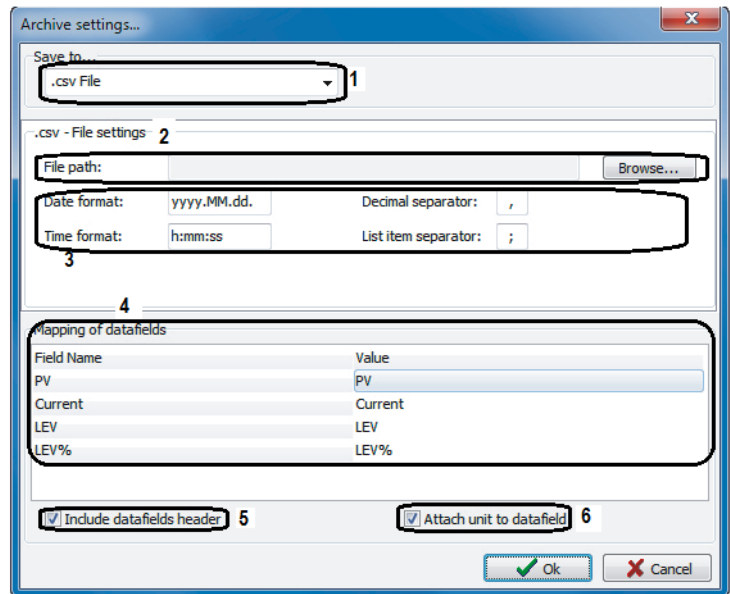 Archive settings...
x
Save to...
.csv File 1
.csv - File settings 2
File path: Browse...
Date format: yyyy.MM.dd. Decimal separator: ,
Time format: h:mm:ss List item separator: ;
3
4
Mapping of datafields
Field Name Value
PV PV
Current Current
LEV LEV
LEV% LEV%
Include datafields header 5 Attach unit to datafield 6
Ok Cancel